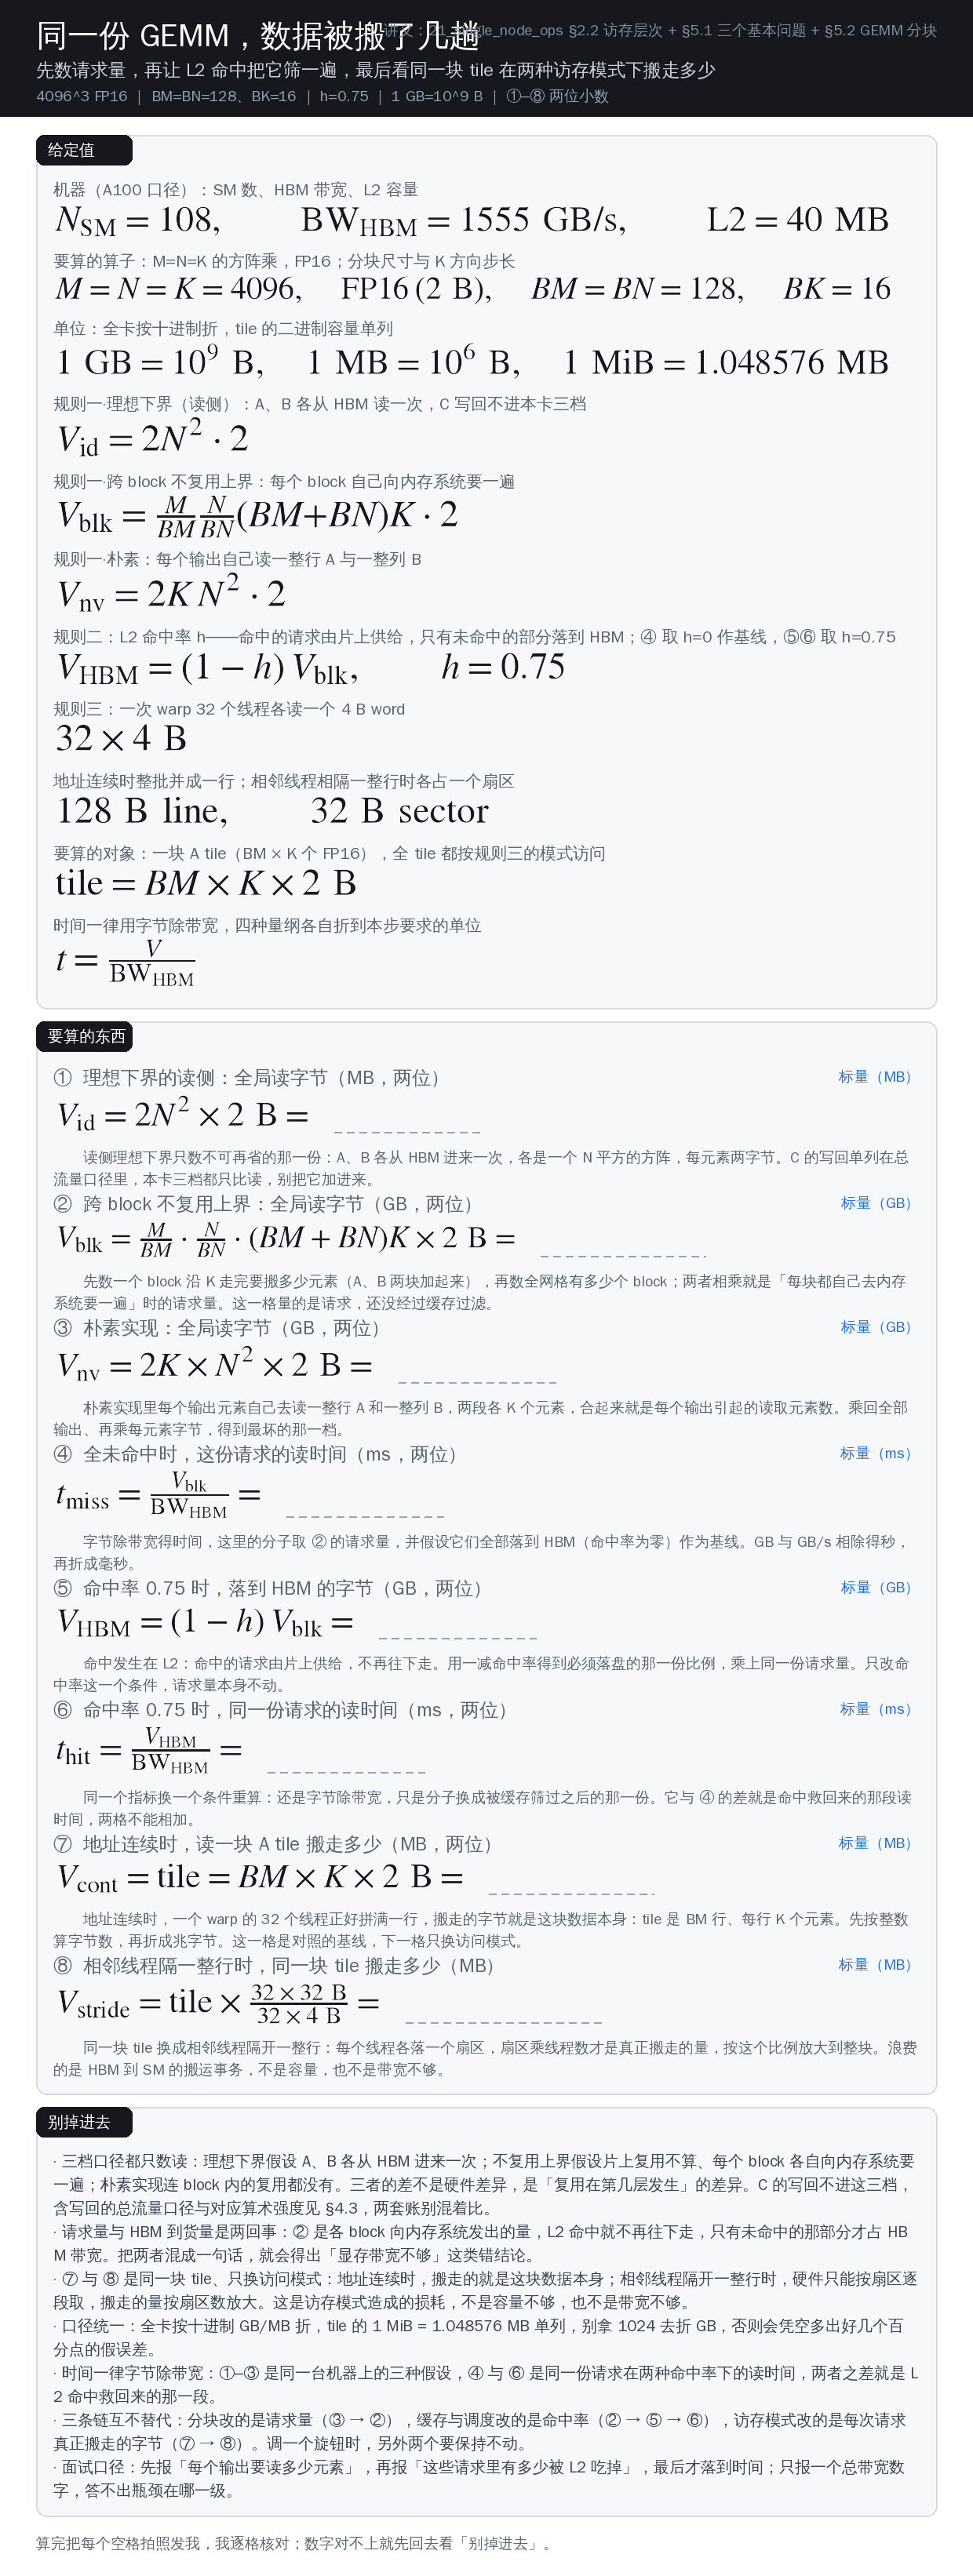 同一份 GEMM，数据被搬了几趟
讲义：21_single_node_ops §2.2 访存层次 + §5.1 三个基本问题 + §5.2 GEMM 分块
先数请求量，再让 L2 命中把它筛一遍，最后看同一块 tile 在两种访存模式下搬走多少
4096^3 FP16 ｜ BM=BN=128、BK=16 ｜ h=0.75 ｜ 1 GB=10^9 B ｜ ①–⑧ 两位小数
给定值
机器（A100 口径）：SM 数、HBM 带宽、L2 容量
N_SM = 108, BW_HBM = 1555 GB/s, L2 = 40 MB
要算的算子：M=N=K 的方阵乘，FP16；分块尺寸与 K 方向步长
M = N = K = 4096, FP16 (2 B), BM = BN = 128, BK = 16
单位：全卡按十进制折，tile 的二进制容量单列
1 GB = 10^9 B, 1 MB = 10^6 B, 1 MiB = 1.048576 MB
规则一·理想下界（读侧）：A、B 各从 HBM 读一次，C 写回不进本卡三档
V_id = 2N^2 · 2
规则一·跨 block 不复用上界：每个 block 自己向内存系统要一遍
V_blk = M/BM N/BN (BM+BN)K · 2
规则一·朴素：每个输出自己读一整行 A 与一整列 B
V_nv = 2K N^2 · 2
规则二：L2 命中率 h——命中的请求由片上供给，只有未命中的部分落到 HBM；④ 取 h=0 作基线，⑤⑥ 取 h=0.75
V_HBM = (1 − h) V_blk, h = 0.75
规则三：一次 warp 32 个线程各读一个 4 B word
32 × 4 B
地址连续时整批并成一行；相邻线程相隔一整行时各占一个扇区
128 B line, 32 B sector
要算的对象：一块 A tile（BM × K 个 FP16），全 tile 都按规则三的模式访问
tile = BM × K × 2 B
时间一律用字节除带宽，四种量纲各自折到本步要求的单位
t = V/BW_HBM
要算的东西
① 理想下界的读侧：全局读字节（MB，两位） 标量（MB）
V_id = 2N^2 × 2 B =
读侧理想下界只数不可再省的那一份：A、B 各从 HBM 进来一次，各是一个 N 平方的方阵，每元素两字节。C 的写回单列在总
流量口径里，本卡三档都只比读，别把它加进来。
② 跨 block 不复用上界：全局读字节（GB，两位） 标量（GB）
V_blk = M/BM · N/BN · (BM + BN)K × 2 B =
先数一个 block 沿 K 走完要搬多少元素（A、B 两块加起来），再数全网格有多少个 block；两者相乘就是「每块都自己去内存
系统要一遍」时的请求量。这一格量的是请求，还没经过缓存过滤。
③ 朴素实现：全局读字节（GB，两位） 标量（GB）
V_nv = 2K × N^2 × 2 B =
朴素实现里每个输出元素自己去读一整行 A 和一整列 B，两段各 K 个元素，合起来就是每个输出引起的读取元素数。乘回全部
输出、再乘每元素字节，得到最坏的那一档。
④ 全未命中时，这份请求的读时间（ms，两位） 标量（ms）
t_miss = V_blk/BW_HBM =
字节除带宽得时间，这里的分子取 ② 的请求量，并假设它们全部落到 HBM（命中率为零）作为基线。GB 与 GB/s 相除得秒，
再折成毫秒。
⑤ 命中率 0.75 时，落到 HBM 的字节（GB，两位） 标量（GB）
V_HBM = (1 − h) V_blk =
命中发生在 L2：命中的请求由片上供给，不再往下走。用一减命中率得到必须落盘的那一份比例，乘上同一份请求量。只改命
中率这一个条件，请求量本身不动。
⑥ 命中率 0.75 时，同一份请求的读时间（ms，两位） 标量（ms）
t_hit = V_HBM/BW_HBM =
同一个指标换一个条件重算：还是字节除带宽，只是分子换成被缓存筛过之后的那一份。它与 ④ 的差就是命中救回来的那段读
时间，两格不能相加。
⑦ 地址连续时，读一块 A tile 搬走多少（MB，两位） 标量（MB）
V_cont = tile = BM × K × 2 B =
地址连续时，一个 warp 的 32 个线程正好拼满一行，搬走的字节就是这块数据本身：tile 是 BM 行、每行 K 个元素。先按整数
算字节数，再折成兆字节。这一格是对照的基线，下一格只换访问模式。
⑧ 相邻线程隔一整行时，同一块 tile 搬走多少（MB） 标量（MB）
V_stride = tile × 32 × 32 B/32 × 4 B =
同一块 tile 换成相邻线程隔开一整行：每个线程各落一个扇区，扇区乘线程数才是真正搬走的量，按这个比例放大到整块。浪费
的是 HBM 到 SM 的搬运事务，不是容量，也不是带宽不够。
别掉进去
· 三档口径都只数读：理想下界假设 A、B 各从 HBM 进来一次；不复用上界假设片上复用不算、每个 block 各自向内存系统要
一遍；朴素实现连 block 内的复用都没有。三者的差不是硬件差异，是「复用在第几层发生」的差异。C 的写回不进这三档，
含写回的总流量口径与对应算术强度见 §4.3，两套账别混着比。
· 请求量与 HBM 到货量是两回事：② 是各 block 向内存系统发出的量，L2 命中就不再往下走，只有未命中的那部分才占 HB
M 带宽。把两者混成一句话，就会得出「显存带宽不够」这类错结论。
· ⑦ 与 ⑧ 是同一块 tile、只换访问模式：地址连续时，搬走的就是这块数据本身；相邻线程隔开一整行时，硬件只能按扇区逐
段取，搬走的量按扇区数放大。这是访存模式造成的损耗，不是容量不够，也不是带宽不够。
· 口径统一：全卡按十进制 GB/MB 折，tile 的 1 MiB = 1.048576 MB 单列，别拿 1024 去折 GB，否则会凭空多出好几个百
分点的假误差。
· 时间一律字节除带宽：①–③ 是同一台机器上的三种假设，④ 与 ⑥ 是同一份请求在两种命中率下的读时间，两者之差就是 L
2 命中救回来的那一段。
· 三条链互不替代：分块改的是请求量（③ → ②），缓存与调度改的是命中率（② → ⑤ → ⑥），访存模式改的是每次请求
真正搬走的字节（⑦ → ⑧）。调一个旋钮时，另外两个要保持不动。
· 面试口径：先报「每个输出要读多少元素」，再报「这些请求里有多少被 L2 吃掉」，最后才落到时间；只报一个总带宽数
字，答不出瓶颈在哪一级。
算完把每个空格拍照发我，我逐格核对；数字对不上就先回去看「别掉进去」。